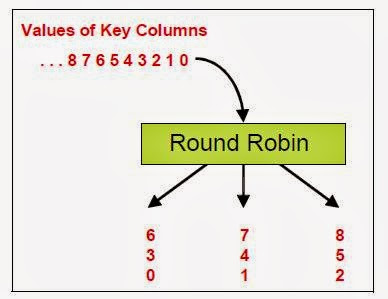 Values of Key Columns
. . . 8 7 6 5 4 3 2 1 0
Round Robin
6 7 8
3 4 5
0 1 2